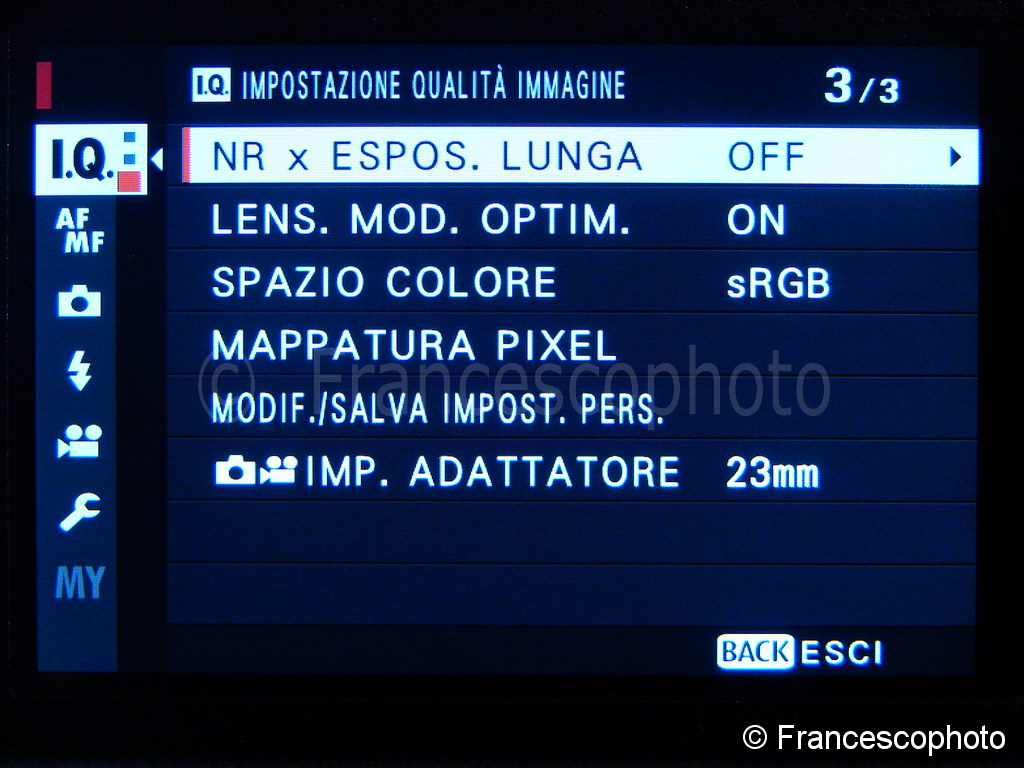 I.Q. IMPOSTAZIONE QUALITÀ IMMAGINE 3/3
I.Q.
NR x ESPOS. LUNGA OFF
AF
MF
LENS. MOD. OPTIM. ON
SPAZIO COLORE sRGB
MAPPATURA PIXEL
© Francescophoto
MODIF./SALVA IMPOST. PERS.
IMP. ADATTATORE 23mm
MY
BACK ESCI
© Francescophoto